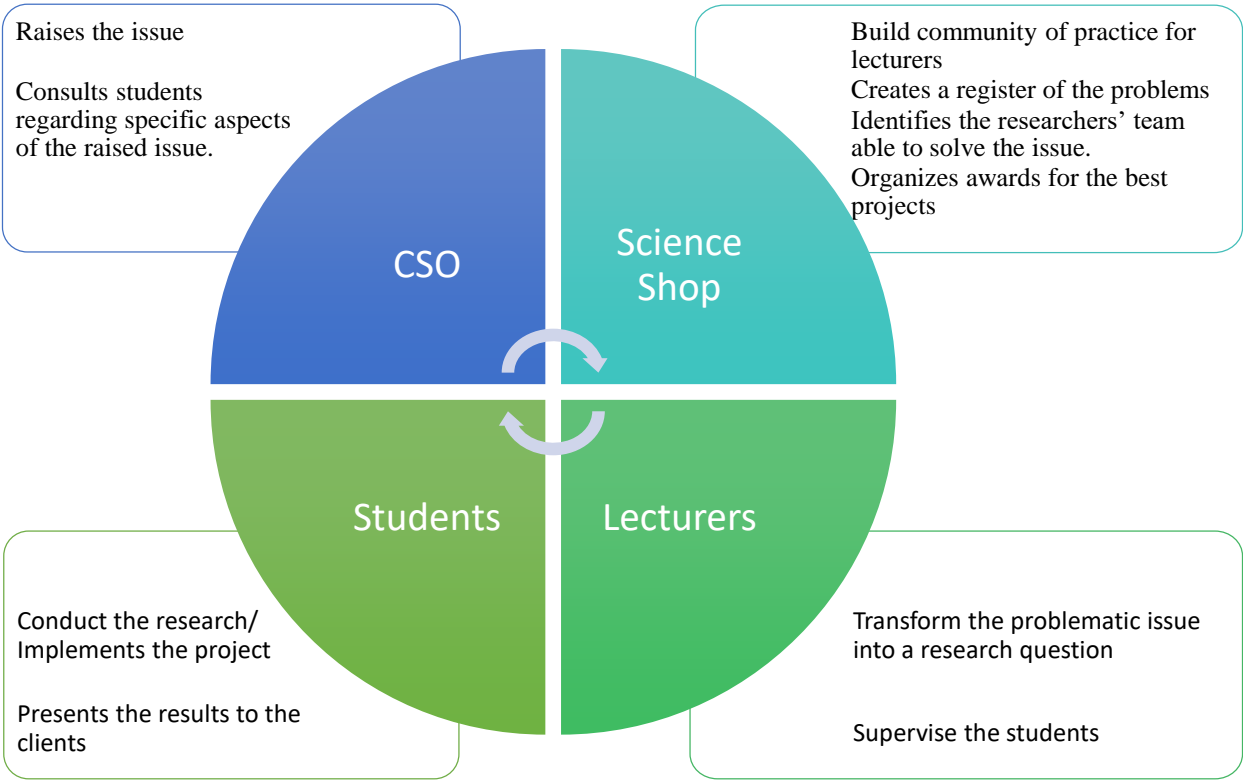 Raises the issue
Consults students
regarding specific aspects
of the raised issue.
Build community of practice for
lecturers
Creates a register of the problems
Identifies the researchers’ team
able to solve the issue.
Organizes awards for the best
projects
CSO
Science
Shop
Students
Lecturers
Conduct the research/
Implements the project
Presents the results to the
clients
Transform the problematic issue
into a research question
Supervise the students